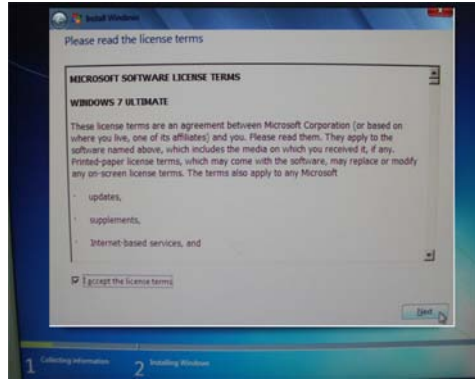 Install Windows
Please read the license terms
MICROSOFT SOFTWARE LICENSE TERMS
WINDOWS 7 ULTIMATE
These license terms are an agreement between Microsoft Corporation (or based on
where you live, one of its affiliates) and you. Please read them. They apply to the
software named above, which includes the media on which you received it, if any.
Printed-paper license terms, which may come with the software, may replace or modify
any on-screen license terms. The terms also apply to any Microsoft
· updates,
· supplements,
· Internet-based services, and
I accept the license terms
Next
1 Collecting information
2 Installing Windows